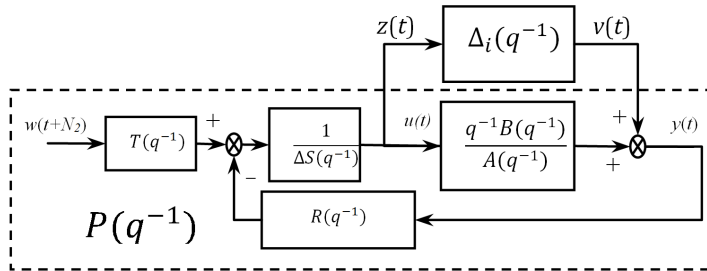 z(t)
Δᵢ(q⁻¹)
v(t)
w(t+N₂)
T(q⁻¹)
+
−
1
ΔS(q⁻¹)
u(t)
q⁻¹B(q⁻¹)
A(q⁻¹)
+
+
y(t)
R(q⁻¹)
P(q⁻¹)